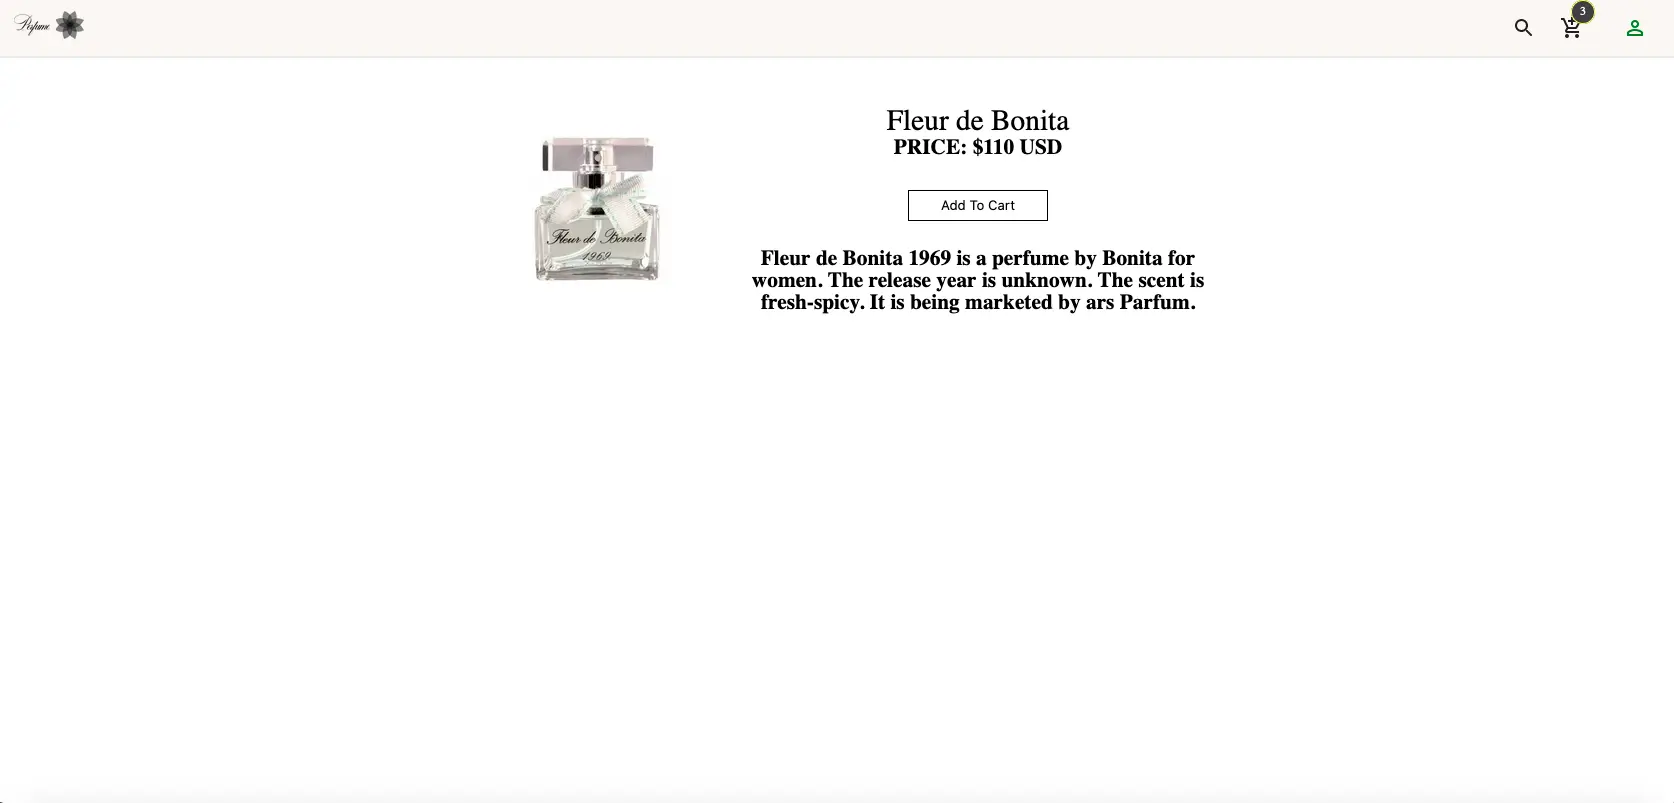 Perfume
3
Fleur de Bonita
PRICE: $110 USD
Add To Cart
Fleur de Bonita
1969
Fleur de Bonita 1969 is a perfume by Bonita for
women. The release year is unknown. The scent is
fresh-spicy. It is being marketed by ars Parfum.